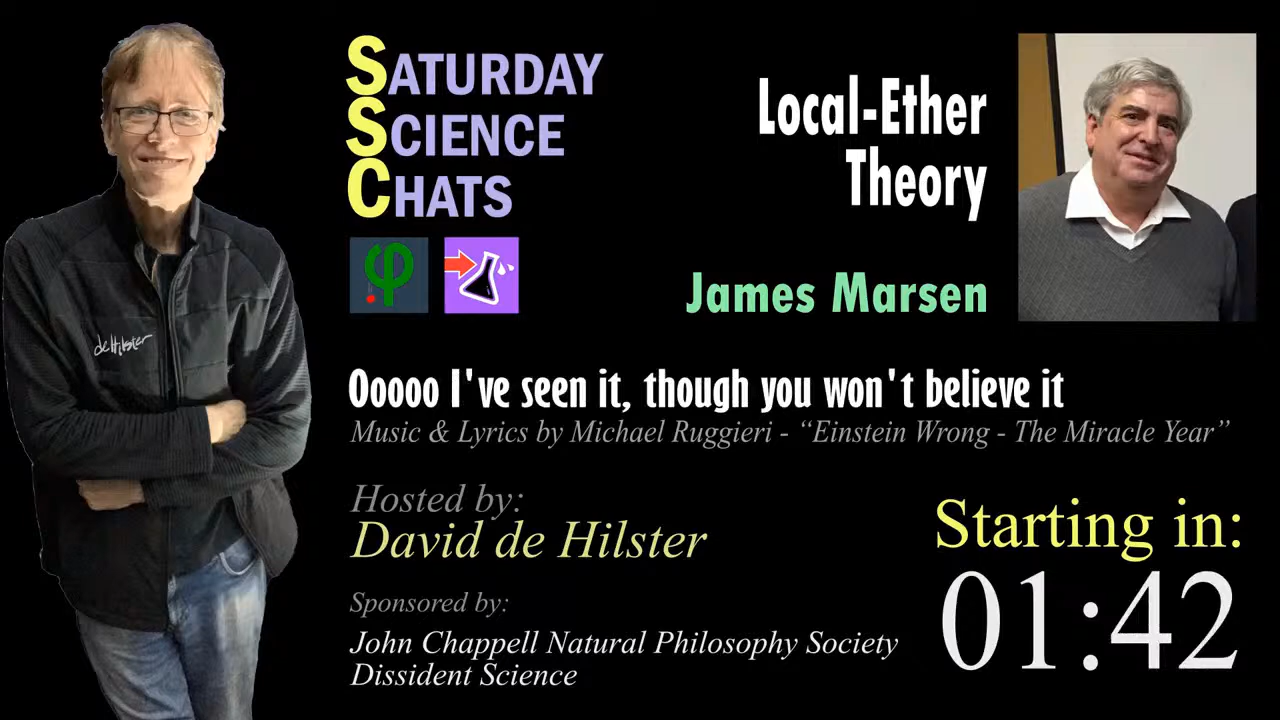 SATURDAY
SCIENCE
CHATS
Local-Ether
Theory
James Marsen
deHilster
Ooooo I've seen it, though you won't believe it
Music & Lyrics by Michael Ruggieri - “Einstein Wrong - The Miracle Year”
Hosted by:
David de Hilster
Sponsored by:
John Chappell Natural Philosophy Society
Dissident Science
Starting in:
01:42